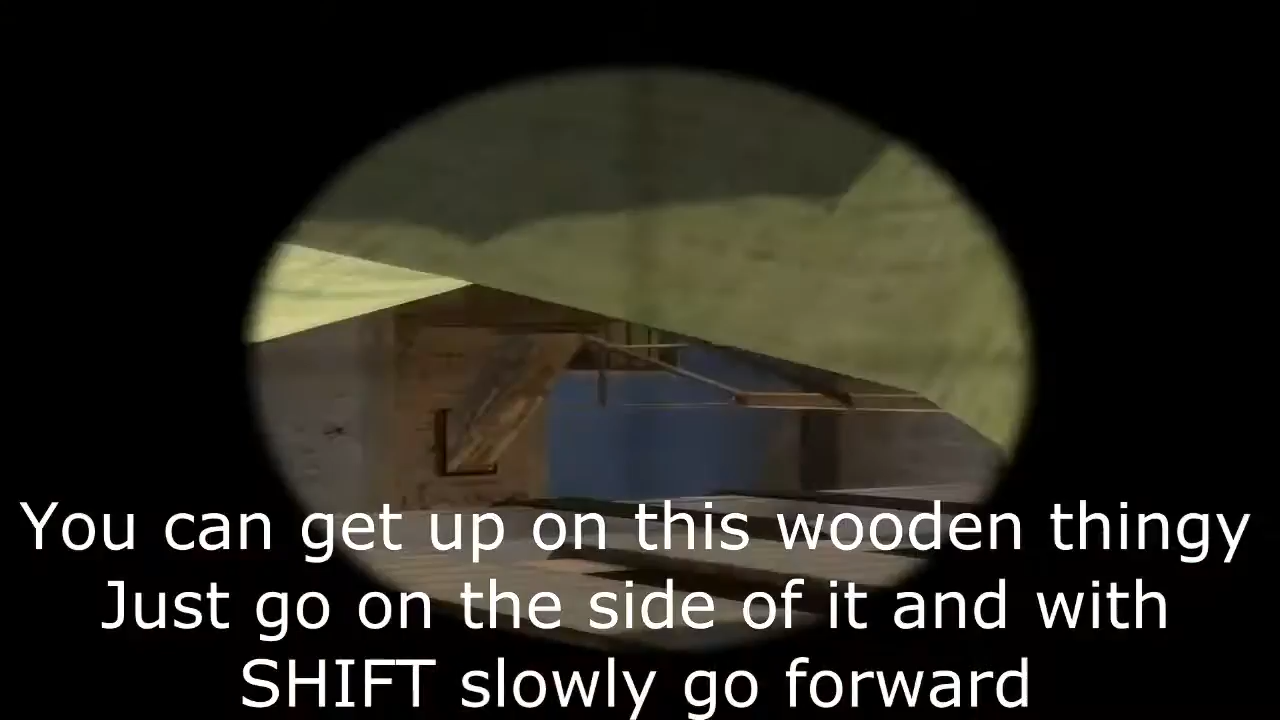 You can get up on this wooden thingy
Just go on the side of it and with
SHIFT slowly go forward